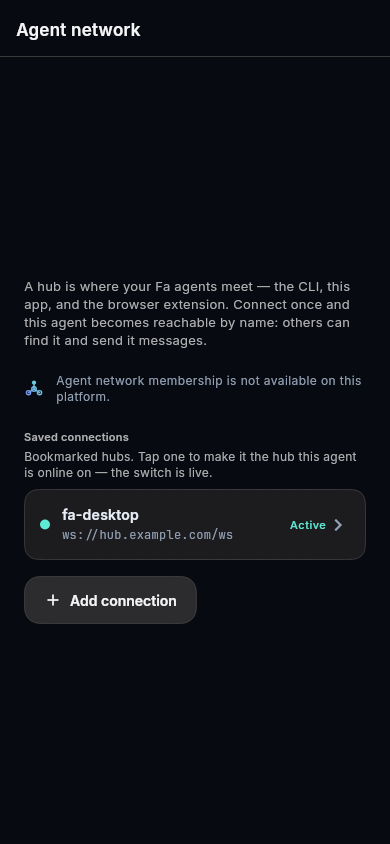 Agent network
A hub is where your Fa agents meet — the CLI, this
app, and the browser extension. Connect once and
this agent becomes reachable by name: others can
find it and send it messages.
Agent network membership is not available on this
platform.
Saved connections
Bookmarked hubs. Tap one to make it the hub this agent
is online on — the switch is live.
fa-desktop
ws://hub.example.com/ws
Active
Add connection